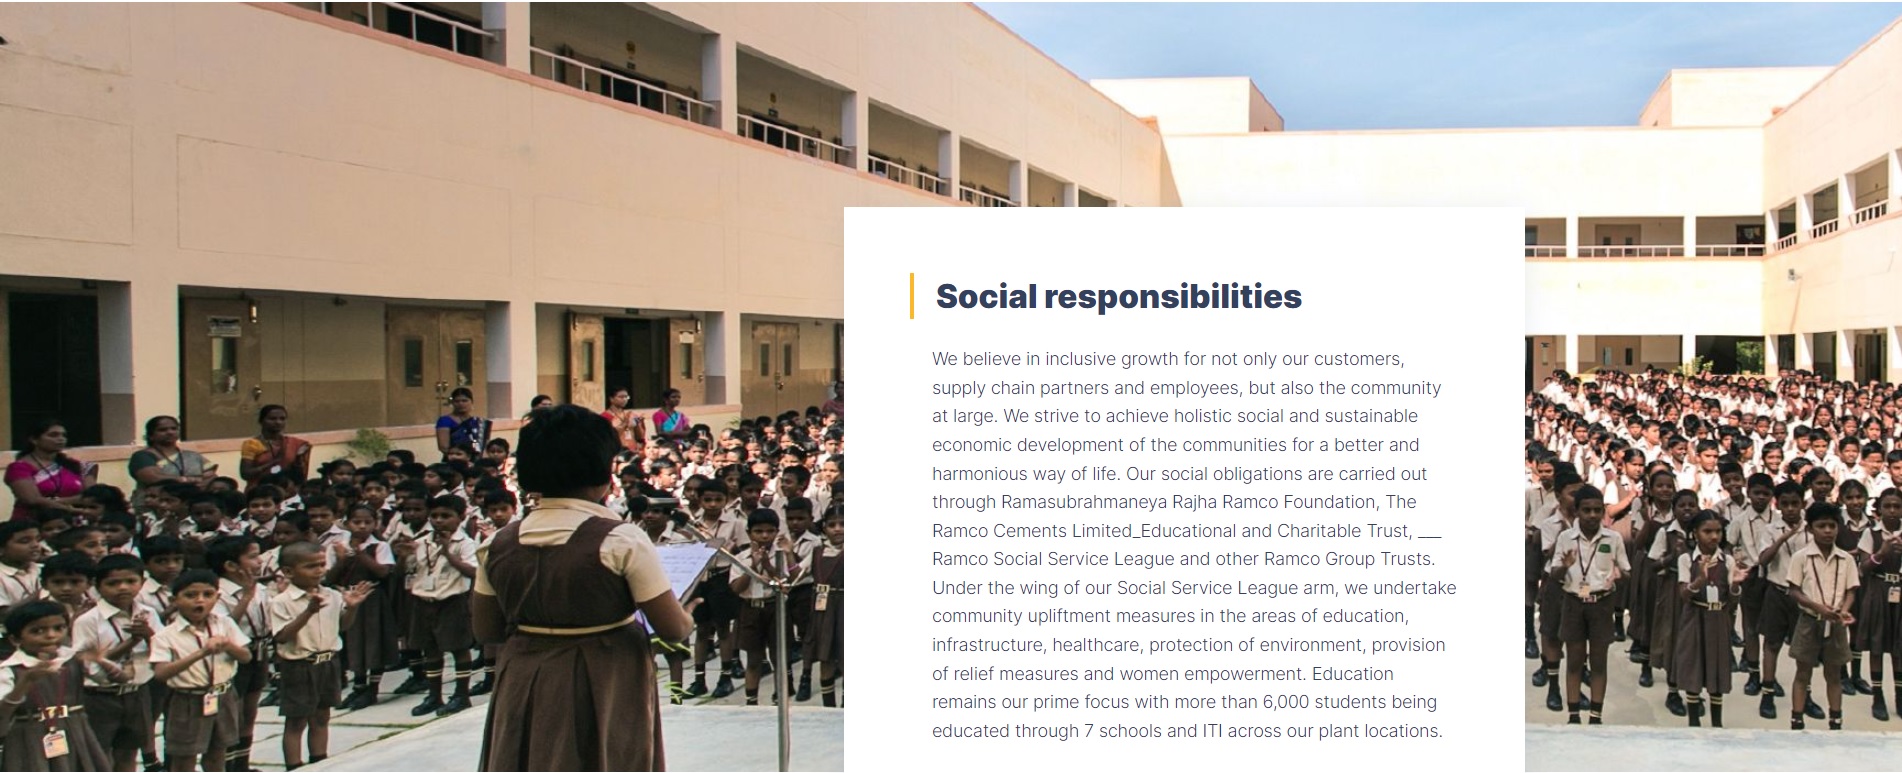 Social responsibilities
We believe in inclusive growth for not only our customers,
supply chain partners and employees, but also the community
at large. We strive to achieve holistic social and sustainable
economic development of the communities for a better and
harmonious way of life. Our social obligations are carried out
through Ramasubrahmaneya Rajha Ramco Foundation, The
Ramco Cements Limited_Educational and Charitable Trust, ___
Ramco Social Service League and other Ramco Group Trusts.
Under the wing of our Social Service League arm, we undertake
community upliftment measures in the areas of education,
infrastructure, healthcare, protection of environment, provision
of relief measures and women empowerment. Education
remains our prime focus with more than 6,000 students being
educated through 7 schools and ITI across our plant locations.